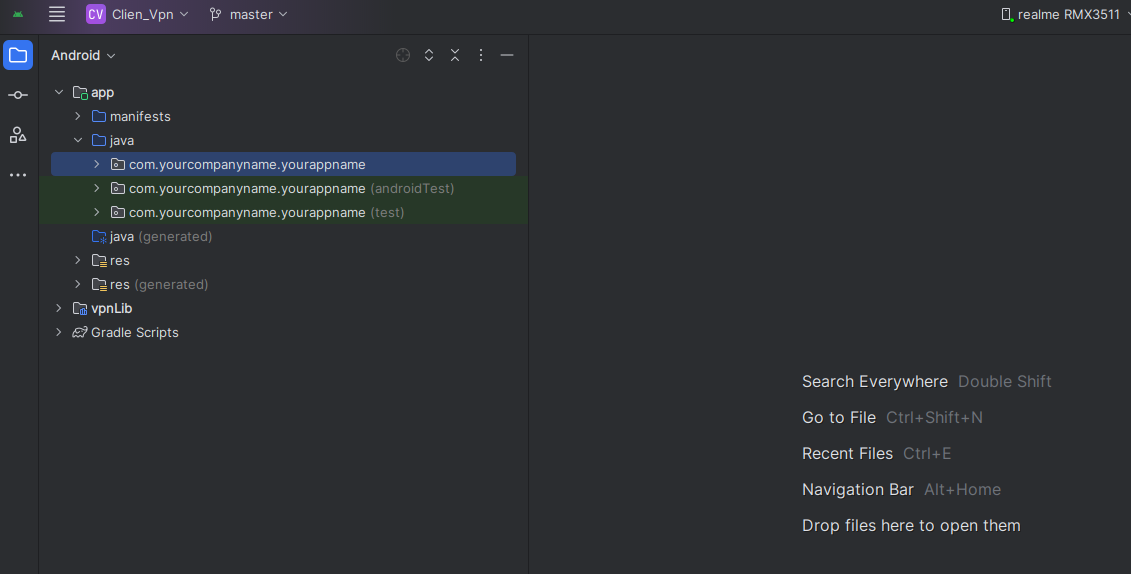 CV Clien_Vpn master realme RMX3511
Android
app
manifests
java
com.yourcompanyname.yourappname
com.yourcompanyname.yourappname (androidTest)
com.yourcompanyname.yourappname (test)
java (generated)
res
res (generated)
vpnLib
Gradle Scripts
Search Everywhere Double Shift
Go to File Ctrl+Shift+N
Recent Files Ctrl+E
Navigation Bar Alt+Home
Drop files here to open them